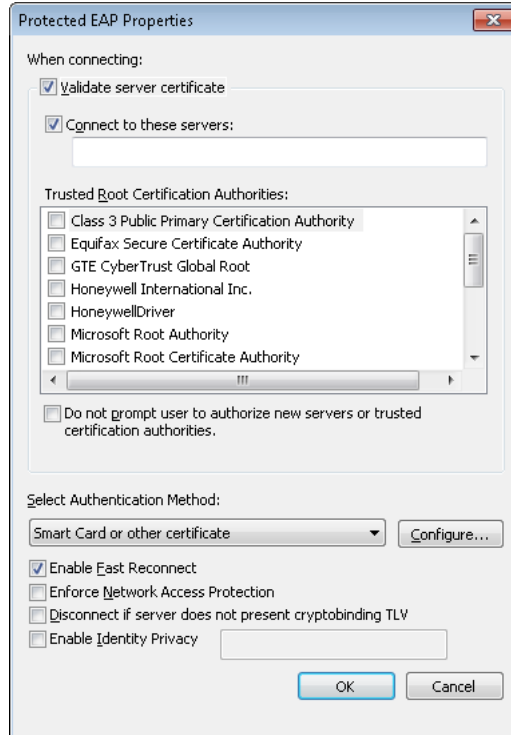 Protected EAP Properties
When connecting:
Validate server certificate
Connect to these servers:
Trusted Root Certification Authorities:
Class 3 Public Primary Certification Authority
Equifax Secure Certificate Authority
GTE CyberTrust Global Root
Honeywell International Inc.
HoneywellDriver
Microsoft Root Authority
Microsoft Root Certificate Authority
Do not prompt user to authorize new servers or trusted
certification authorities.
Select Authentication Method:
Smart Card or other certificate
Configure...
Enable Fast Reconnect
Enforce Network Access Protection
Disconnect if server does not present cryptobinding TLV
Enable Identity Privacy
OK
Cancel